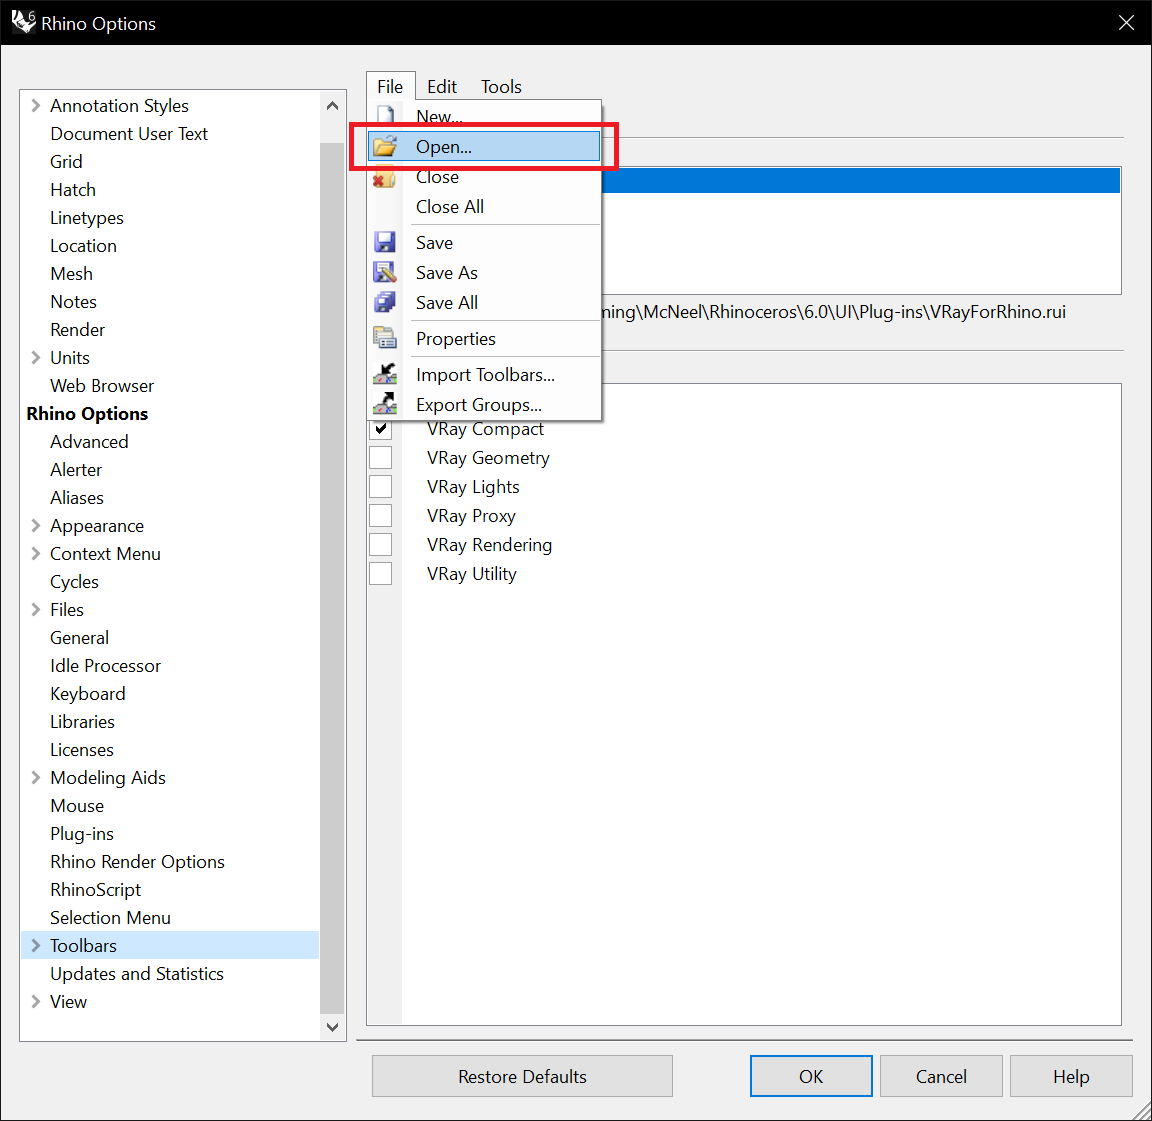 6
Rhino Options
Annotation Styles
Document User Text
Grid
Hatch
Linetypes
Location
Mesh
Notes
Render
Units
Web Browser
Rhino Options
Advanced
Alerter
Aliases
Appearance
Context Menu
Cycles
Files
General
Idle Processor
Keyboard
Libraries
Licenses
Modeling Aids
Mouse
Plug-ins
Rhino Render Options
RhinoScript
Selection Menu
Toolbars
Updates and Statistics
View
File Edit Tools
New...
Open...
Close
Close All
Save
Save As
Save All
Properties
Import Toolbars...
Export Groups...
ming\McNeel\Rhinoceros\6.0\UI\Plug-ins\VRayForRhino.rui
VRay Compact
VRay Geometry
VRay Lights
VRay Proxy
VRay Rendering
VRay Utility
Restore Defaults OK Cancel Help